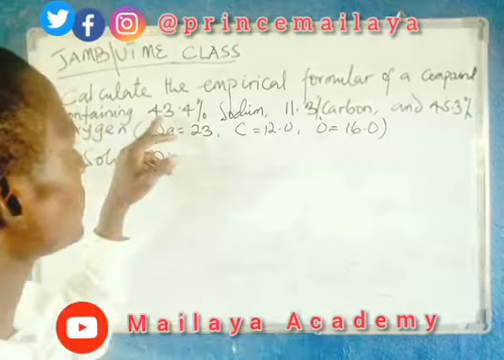 @princemailaya
JAMB/UTME CLASS
Calculate the empirical formular of a Compound
containing 43.4% Sodium, 11.3% Carbon, and 45.3%
oxygen (Na = 23, C = 12.0, O = 16.0)
Soln
Mailaya Academy